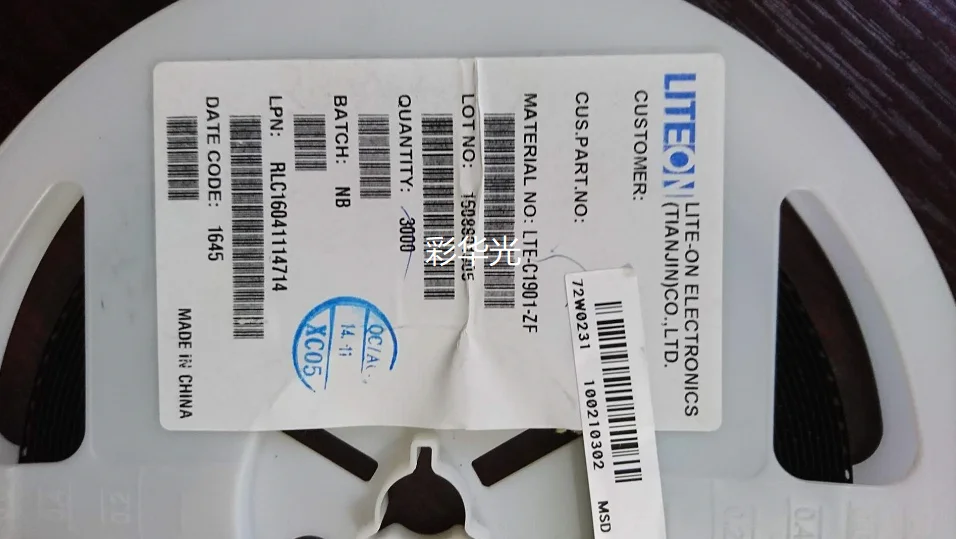 LITEON LITE-ON ELECTRONICS
(TIANJIN)CO.,LTD.
CUSTOMER:
CUS.PART.NO:
MATERIAL NO: LTE-C1901-ZF
LOT NO:
QUANTITY: 3000
BATCH: NB
LPN: RLC160411114714
DATE CODE: 1645
MADE IN CHINA
彩华光
QC/
14.11
XC05
72W0231
100210302
MSD